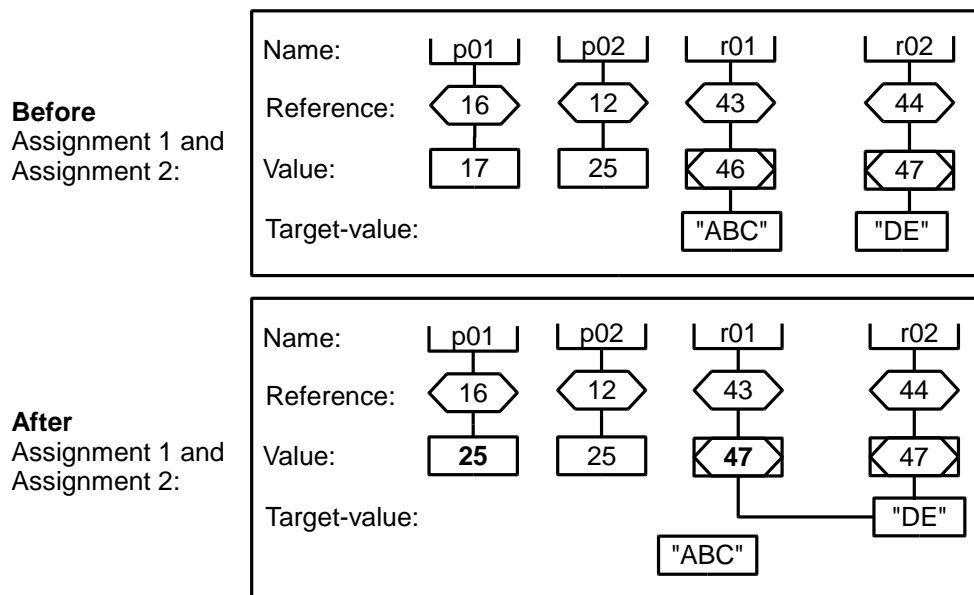 Before
Assignment 1 and
Assignment 2:
Name: p01 p02 r01 r02
Reference: 16 12 43 44
Value: 17 25 46 47
Target-value: "ABC" "DE"
After
Assignment 1 and
Assignment 2:
Name: p01 p02 r01 r02
Reference: 16 12 43 44
Value: 25 25 47 47
Target-value: "DE"
"ABC"